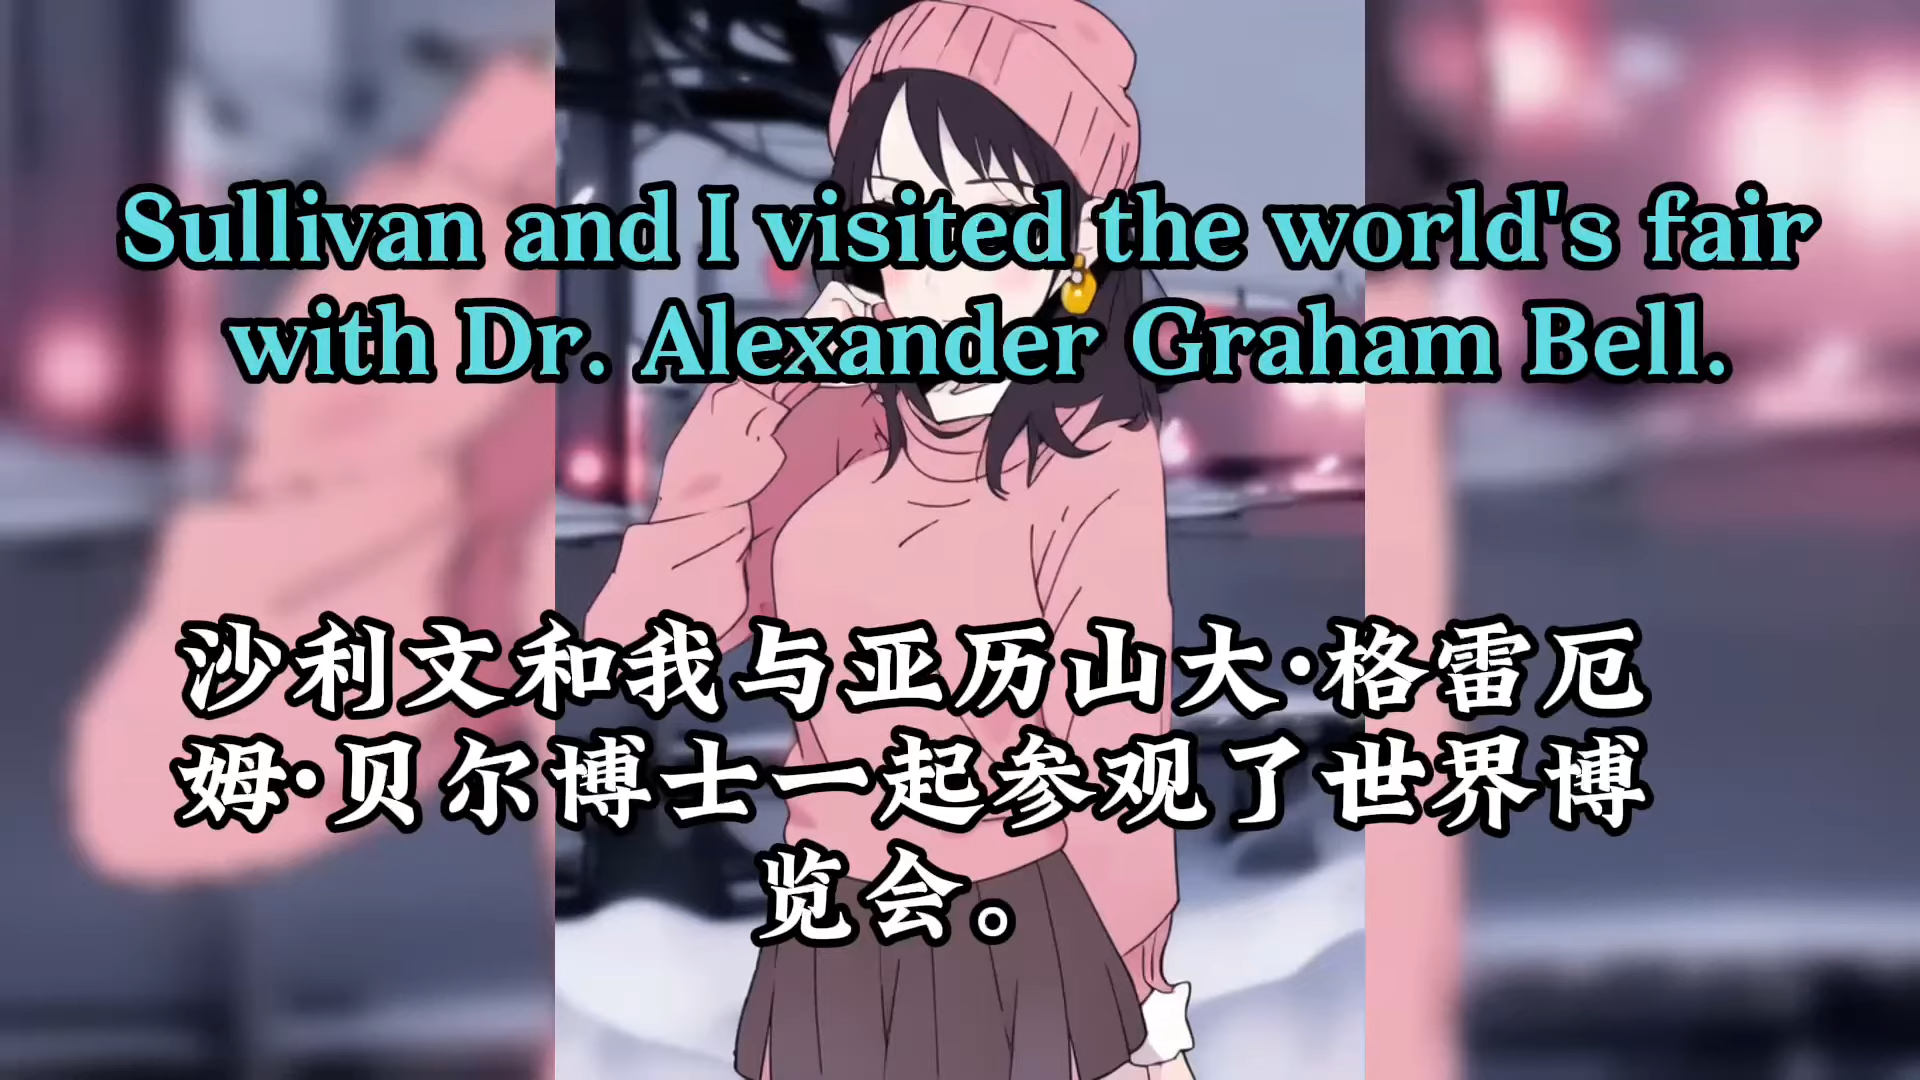 Sullivan and I visited the world's fair
with Dr. Alexander Graham Bell.
沙利文和我与亚历山大·格雷厄
姆·贝尔博士一起参观了世界博
览会。